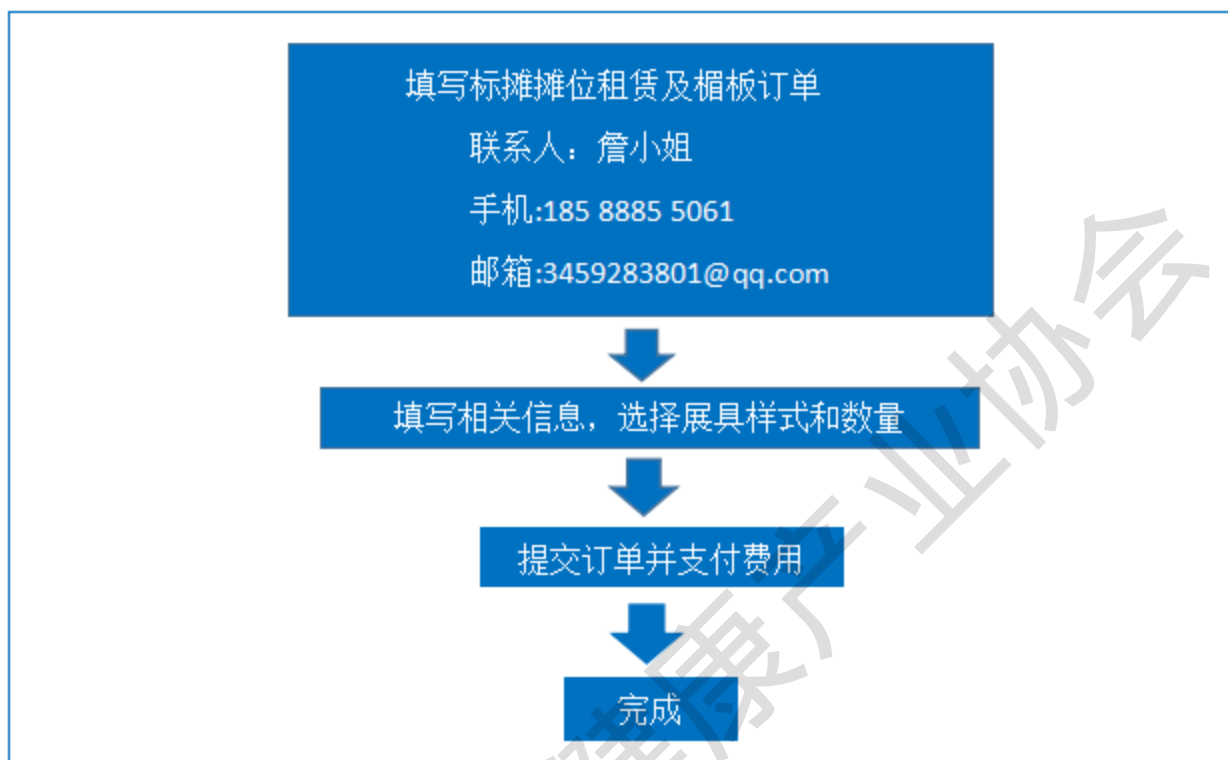 填写标摊摊位租赁及楣板订单
联系人：詹小姐
手机:185 8885 5061
邮箱:3459283801@qq.com
填写相关信息，选择展具样式和数量
提交订单并支付费用
完成
健康产业协会